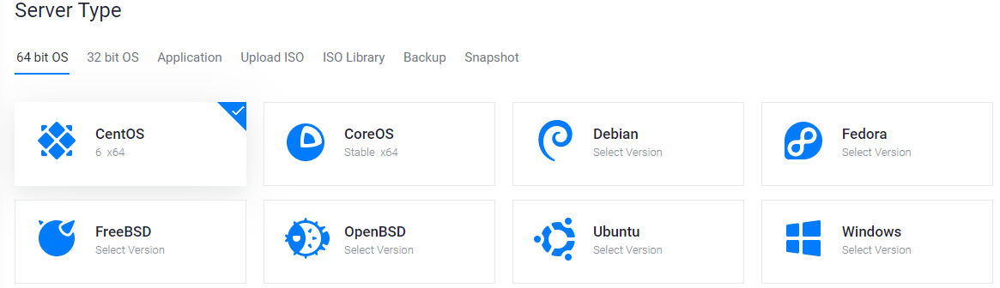 Server Type
64 bit OS 32 bit OS Application Upload ISO ISO Library Backup Snapshot
CentOS
6 x64
CoreOS
Stable x64
Debian
Select Version
Fedora
Select Version
FreeBSD
Select Version
OpenBSD
Select Version
Ubuntu
Select Version
Windows
Select Version